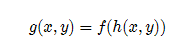 g(x, y) = f(h(x, y))